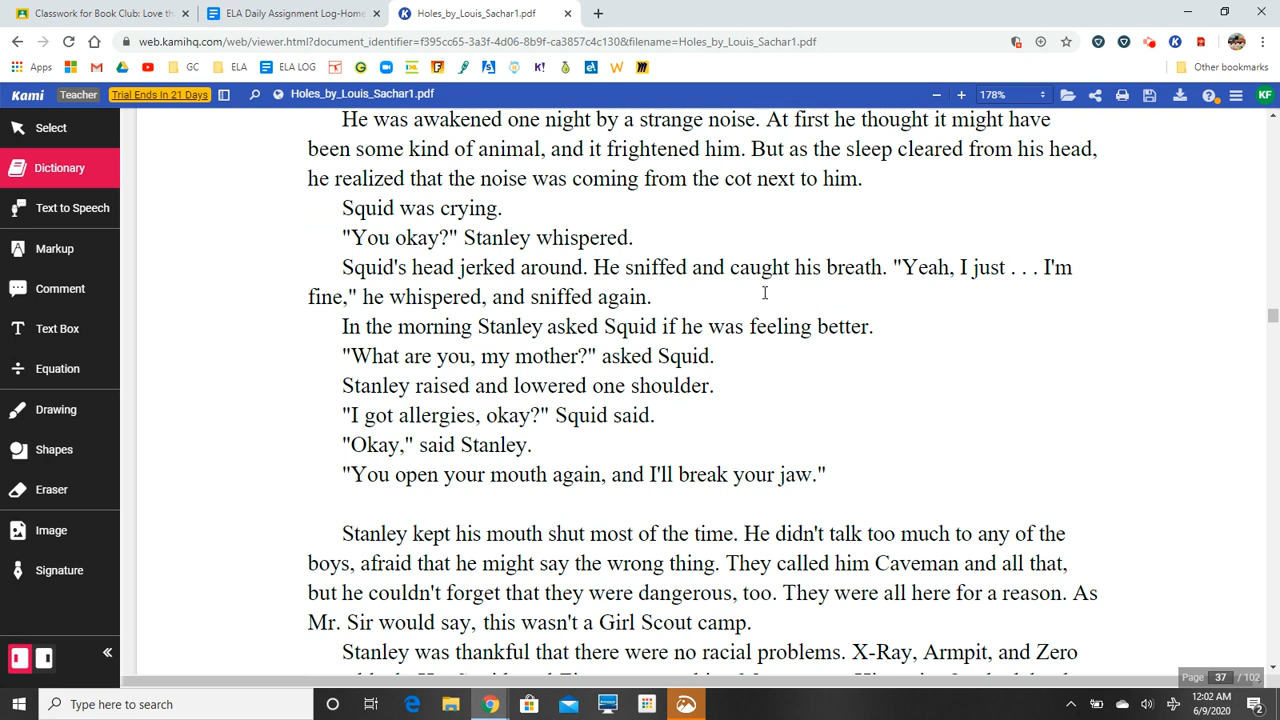 Classwork for Book Club: Love th
ELA Daily Assignment Log-Home
Holes_by_Louis_Sachar1.pdf
web.kamihq.com/web/viewer.html?document_identifier=f395cc65-3a3f-4d06-8b9f-ca3857c4c130&filename=Holes_by_Louis_Sachar1.pdf
Apps GC ELA ELA LOG Other bookmarks
Kami Teacher Trial Ends In 21 Days Holes_by_Louis_Sachar1.pdf 178% KF
Select
Dictionary
Text to Speech
Markup
Comment
Text Box
Equation
Drawing
Shapes
Eraser
Image
Signature
He was awakened one night by a strange noise. At first he thought it might have
been some kind of animal, and it frightened him. But as the sleep cleared from his head,
he realized that the noise was coming from the cot next to him.
Squid was crying.
"You okay?" Stanley whispered.
Squid's head jerked around. He sniffed and caught his breath. "Yeah, I just . . . I'm
fine," he whispered, and sniffed again.
In the morning Stanley asked Squid if he was feeling better.
"What are you, my mother?" asked Squid.
Stanley raised and lowered one shoulder.
"I got allergies, okay?" Squid said.
"Okay," said Stanley.
"You open your mouth again, and I'll break your jaw."
Stanley kept his mouth shut most of the time. He didn't talk too much to any of the
boys, afraid that he might say the wrong thing. They called him Caveman and all that,
but he couldn't forget that they were dangerous, too. They were all here for a reason. As
Mr. Sir would say, this wasn't a Girl Scout camp.
Stanley was thankful that there were no racial problems. X-Ray, Armpit, and Zero
Page 37 / 102
Type here to search
12:02 AM
6/9/2020